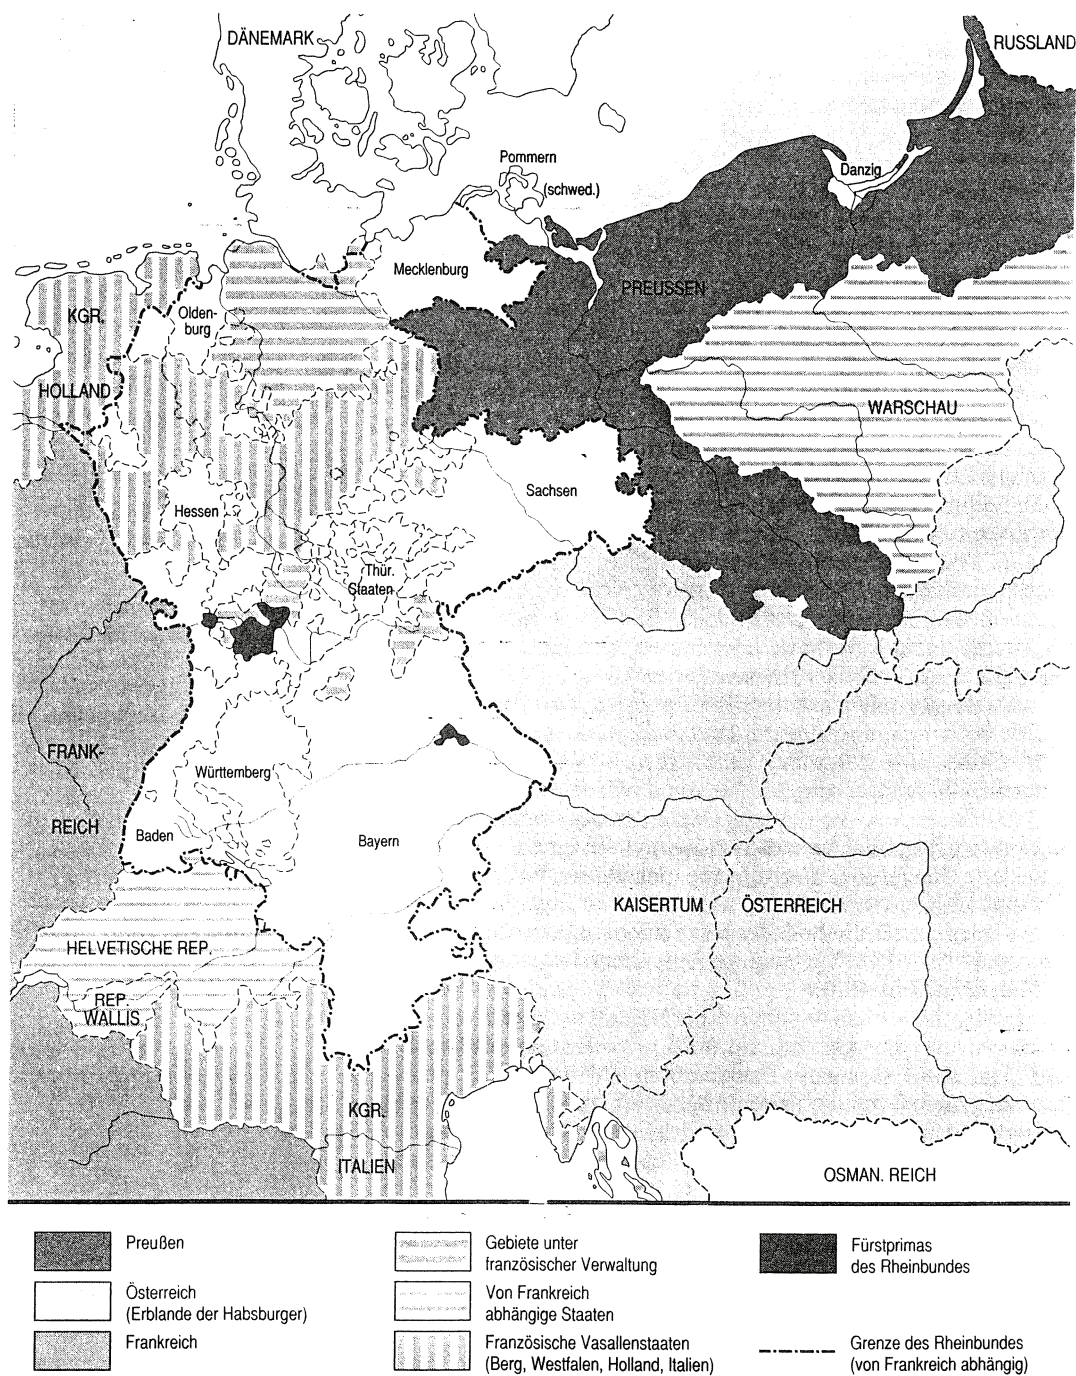 DÄNEMARK
RUSSLAND
Pommern
(schwed.)
Danzig
Mecklenburg
PREUSSEN
KGR.
HOLLAND
Olden-
burg
WARSCHAU
Sachsen
Hessen
Thür.
Staaten
FRANK-
REICH
Württemberg
Baden
Bayern
KAISERTUM ÖSTERREICH
HELVETISCHE REP.
REP.
WALLIS
KGR.
ITALIEN
OSMAN. REICH
Preußen
Österreich
(Erblande der Habsburger)
Frankreich
Gebiete unter
französischer Verwaltung
Von Frankreich
abhängige Staaten
Französische Vasallenstaaten
(Berg, Westfalen, Holland, Italien)
Fürstprimas
des Rheinbundes
Grenze des Rheinbundes
(von Frankreich abhängig)